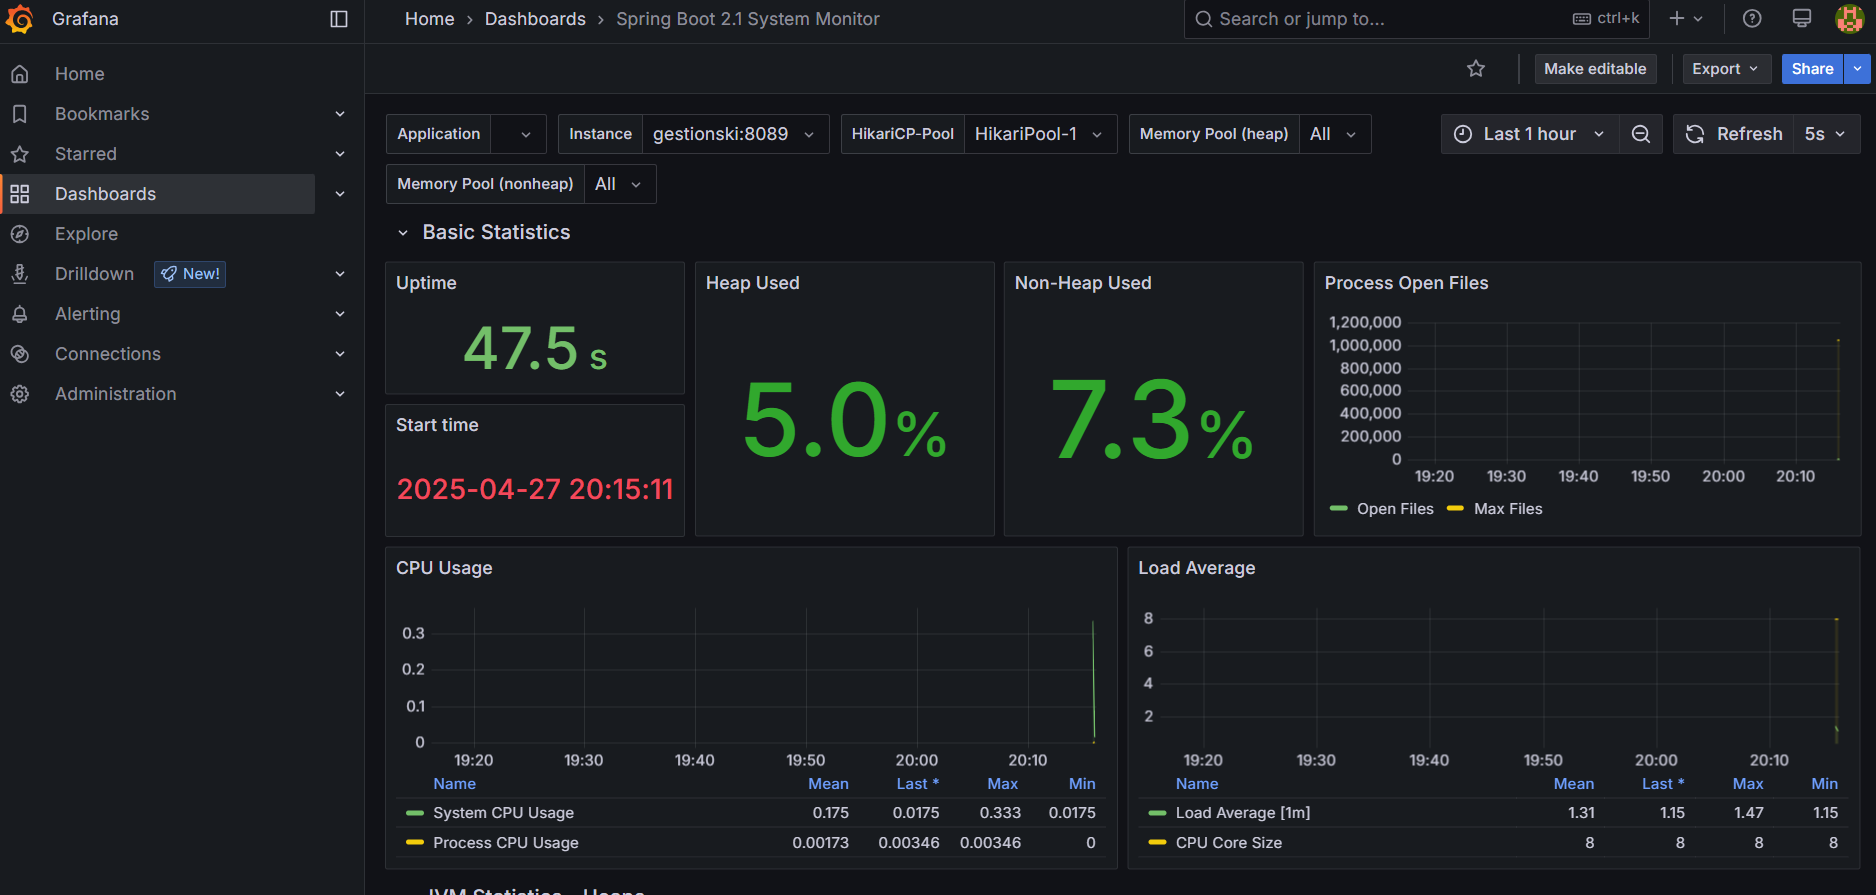 Grafana
Home › Dashboards › Spring Boot 2.1 System Monitor
Search or jump to... ctrl+k
Home
Bookmarks
Starred
Dashboards
Explore
Drilldown New!
Alerting
Connections
Administration
Make editable Export Share
Application Instance gestionski:8089 HikariCP-Pool HikariPool-1 Memory Pool (heap) All Last 1 hour Refresh 5s
Memory Pool (nonheap) All
Basic Statistics
Uptime
47.5 s
Start time
2025-04-27 20:15:11
Heap Used
5.0%
Non-Heap Used
7.3%
Process Open Files
1,200,000
1,000,000
800,000
600,000
400,000
200,000
0
19:20 19:30 19:40 19:50 20:00 20:10
Open Files Max Files
CPU Usage
0.3
0.2
0.1
0
19:20 19:30 19:40 19:50 20:00 20:10
Name Mean Last * Max Min
System CPU Usage 0.175 0.0175 0.333 0.0175
Process CPU Usage 0.00173 0.00346 0.00346 0
Load Average
8
6
4
2
19:20 19:30 19:40 19:50 20:00 20:10
Name Mean Last * Max Min
Load Average [1m] 1.31 1.15 1.47 1.15
CPU Core Size 8 8 8 8